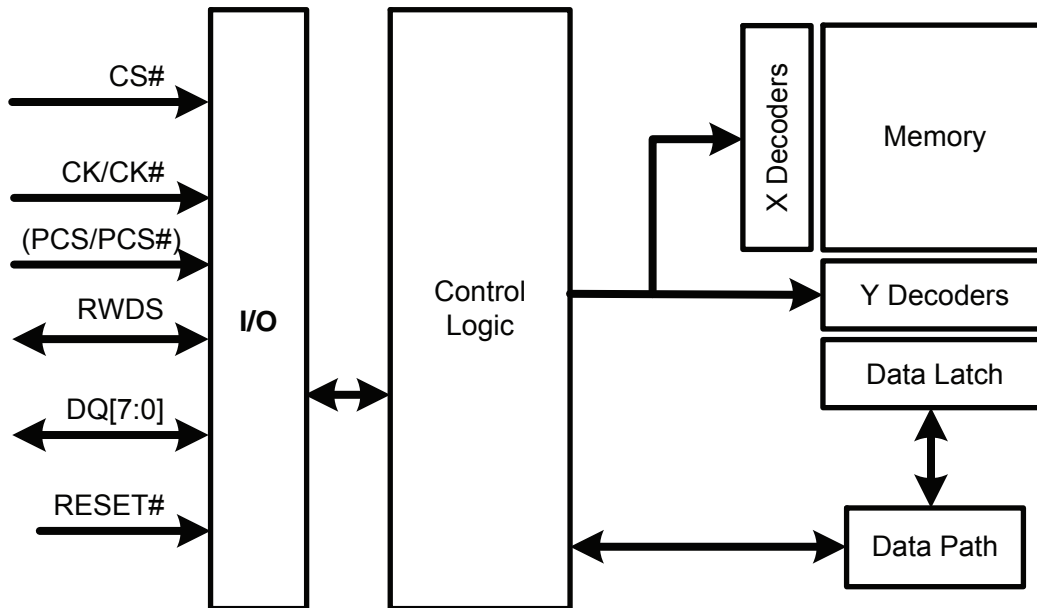 CS#
CK/CK#
(PCS/PCS#)
RWDS
DQ[7:0]
RESET#
I/O
Control
Logic
X Decoders
Memory
Y Decoders
Data Latch
Data Path